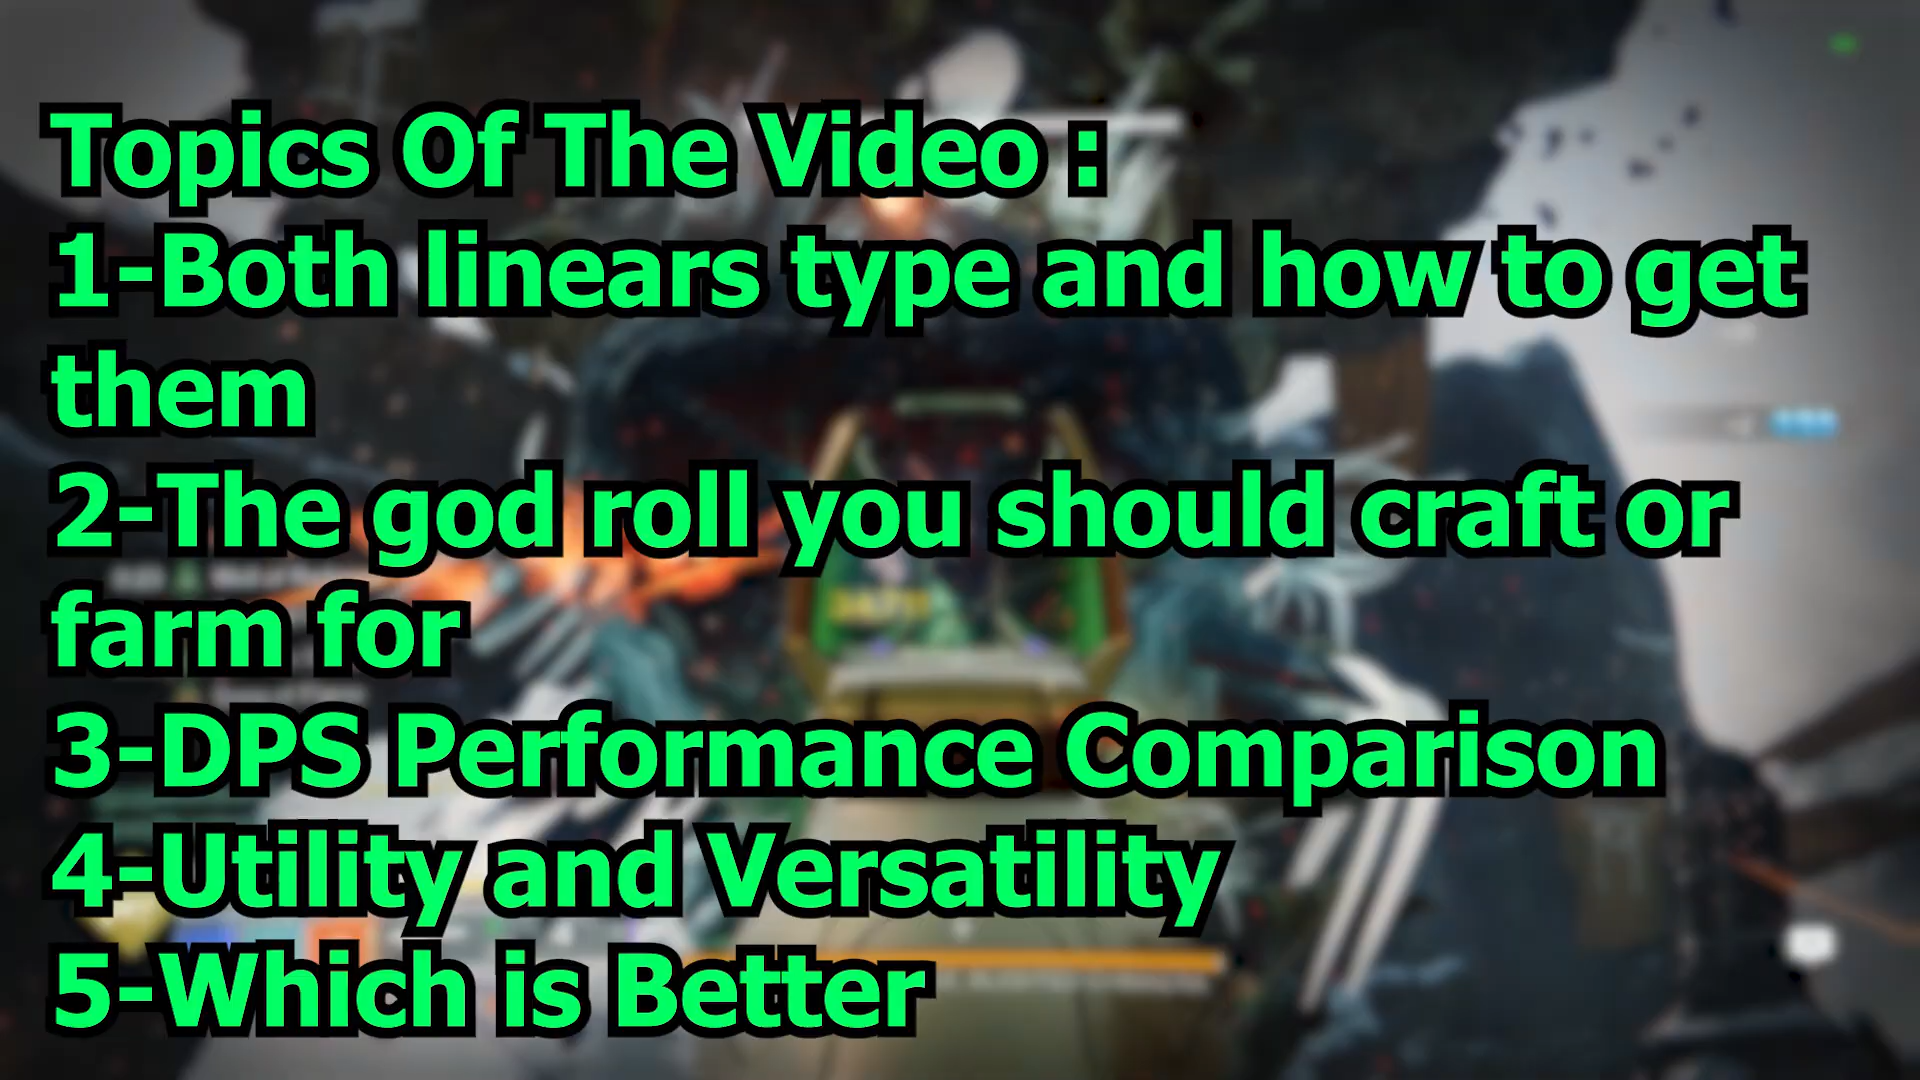 Topics Of The Video :
1-Both linears type and how to get
them
2-The god roll you should craft or
farm for
3-DPS Performance Comparison
4-Utility and Versatility
5-Which is Better